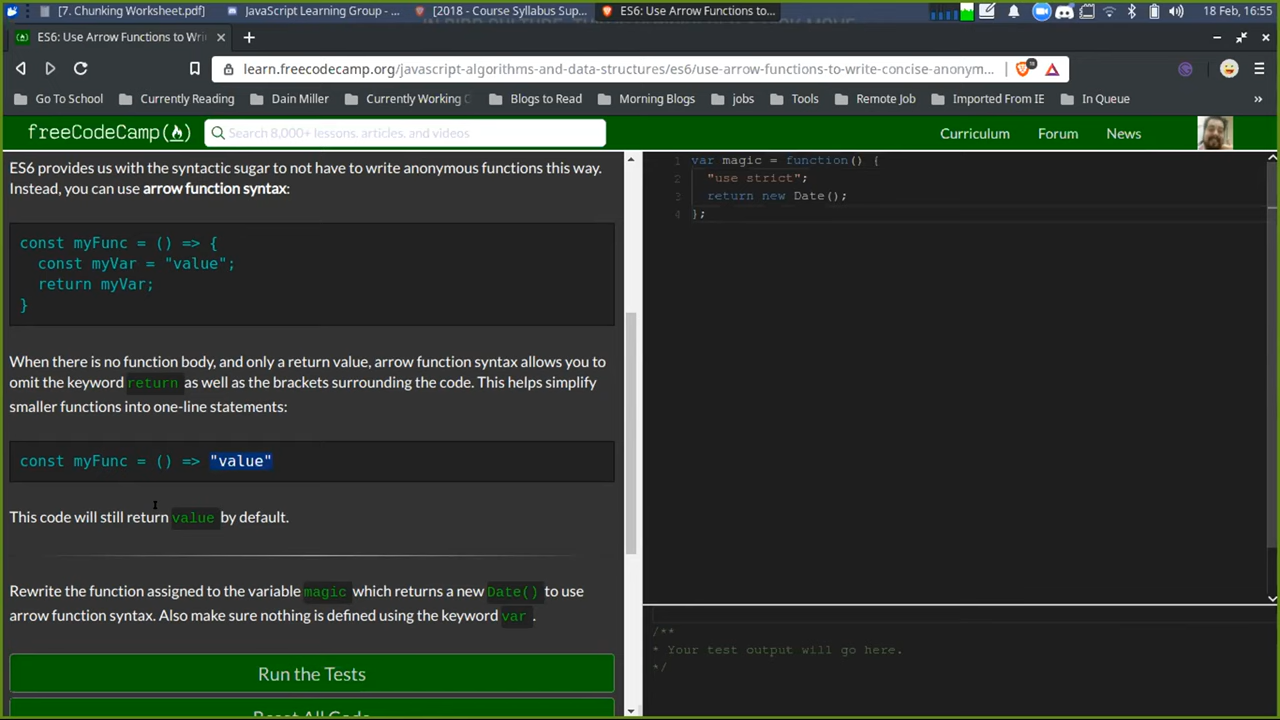 [7. Chunking Worksheet.pdf]
JavaScript Learning Group - ...
[2018 - Course Syllabus Sup...
ES6: Use Arrow Functions to...
18 Feb, 16:55
ES6: Use Arrow Functions to Wri
learn.freecodecamp.org/javascript-algorithms-and-data-structures/es6/use-arrow-functions-to-write-concise-anonym...
18
Go To School
Currently Reading
Dain Miller
Currently Working
Blogs to Read
Morning Blogs
jobs
Tools
Remote Job
Imported From IE
In Queue
»
freeCodeCamp
Search 8,000+ lessons, articles, and videos
Curriculum
Forum
News
ES6 provides us with the syntactic sugar to not have to write anonymous functions this way.
Instead, you can use arrow function syntax:
const myFunc = () => {
const myVar = "value";
return myVar;
}
When there is no function body, and only a return value, arrow function syntax allows you to
omit the keyword return as well as the brackets surrounding the code. This helps simplify
smaller functions into one-line statements:
const myFunc = () => "value"
This code will still return value by default.
Rewrite the function assigned to the variable magic which returns a new Date() to use
arrow function syntax. Also make sure nothing is defined using the keyword var .
Run the Tests
Reset All Code
1 var magic = function() {
2 "use strict";
3 return new Date();
4 };
/**
* Your test output will go here.
*/